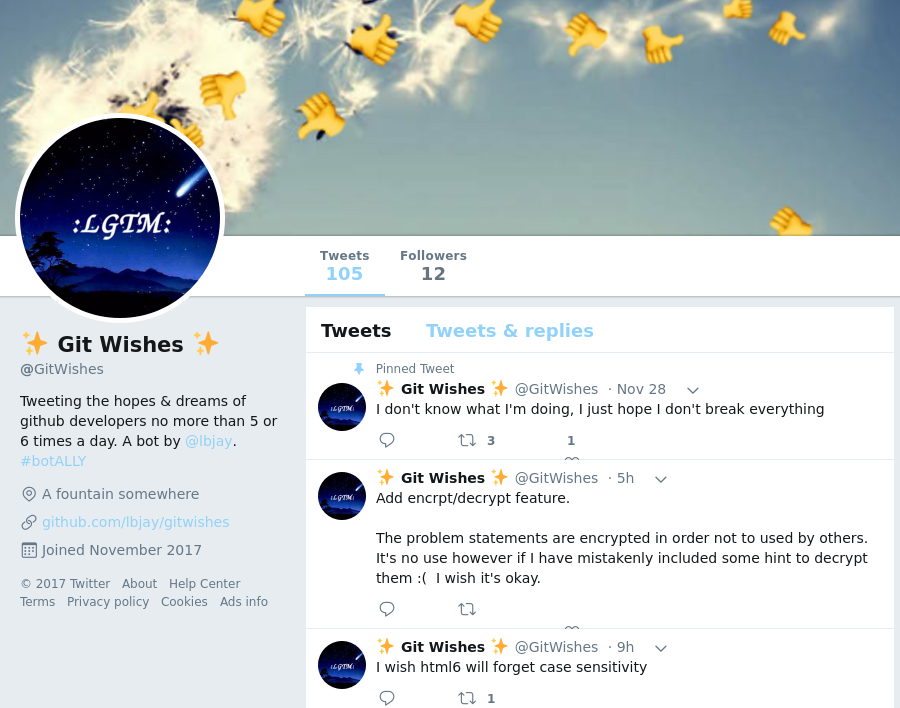 :LGTM:
Tweets
105
Followers
12
✨ Git Wishes ✨
@GitWishes
Tweeting the hopes & dreams of
github developers no more than 5 or
6 times a day. A bot by @lbjay.
#botALLY
A fountain somewhere
github.com/lbjay/gitwishes
Joined November 2017
© 2017 Twitter About Help Center
Terms Privacy policy Cookies Ads info
Tweets Tweets & replies
Pinned Tweet
✨ Git Wishes ✨ @GitWishes · Nov 28
:LGTM:
I don't know what I'm doing, I just hope I don't break everything
3 1
✨ Git Wishes ✨ @GitWishes · 5h
:LGTM:
Add encrpt/decrypt feature.
The problem statements are encrypted in order not to used by others.
It's no use however if I have mistakenly included some hint to decrypt
them :(  I wish it's okay.
✨ Git Wishes ✨ @GitWishes · 9h
:LGTM:
I wish html6 will forget case sensitivity
1